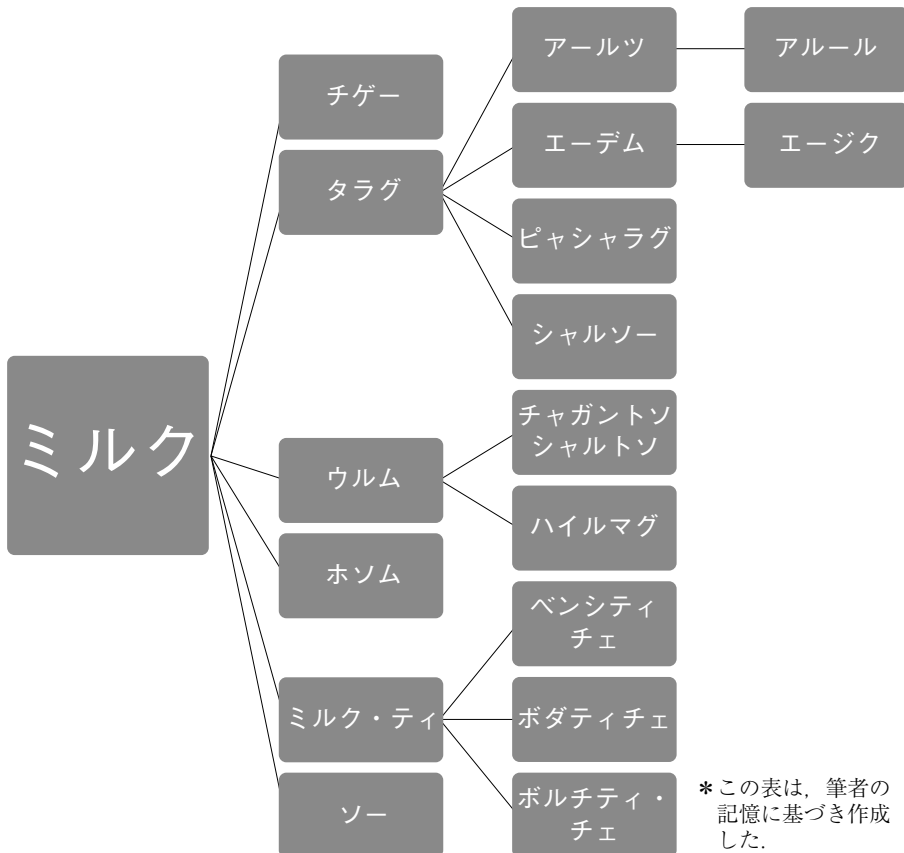 アールツ
アルール
チゲー
エーデム
エージク
タラグ
ピャシャラグ
シャルソー
ミルク
チャガントソ
シャルトソ
ウルム
ハイルマグ
ホソム
ベンシティ
チェ
ミルク・ティ
ボダティチェ
ソー
ボルチティ・
チェ
＊この表は，筆者の
記憶に基づき作成
した．